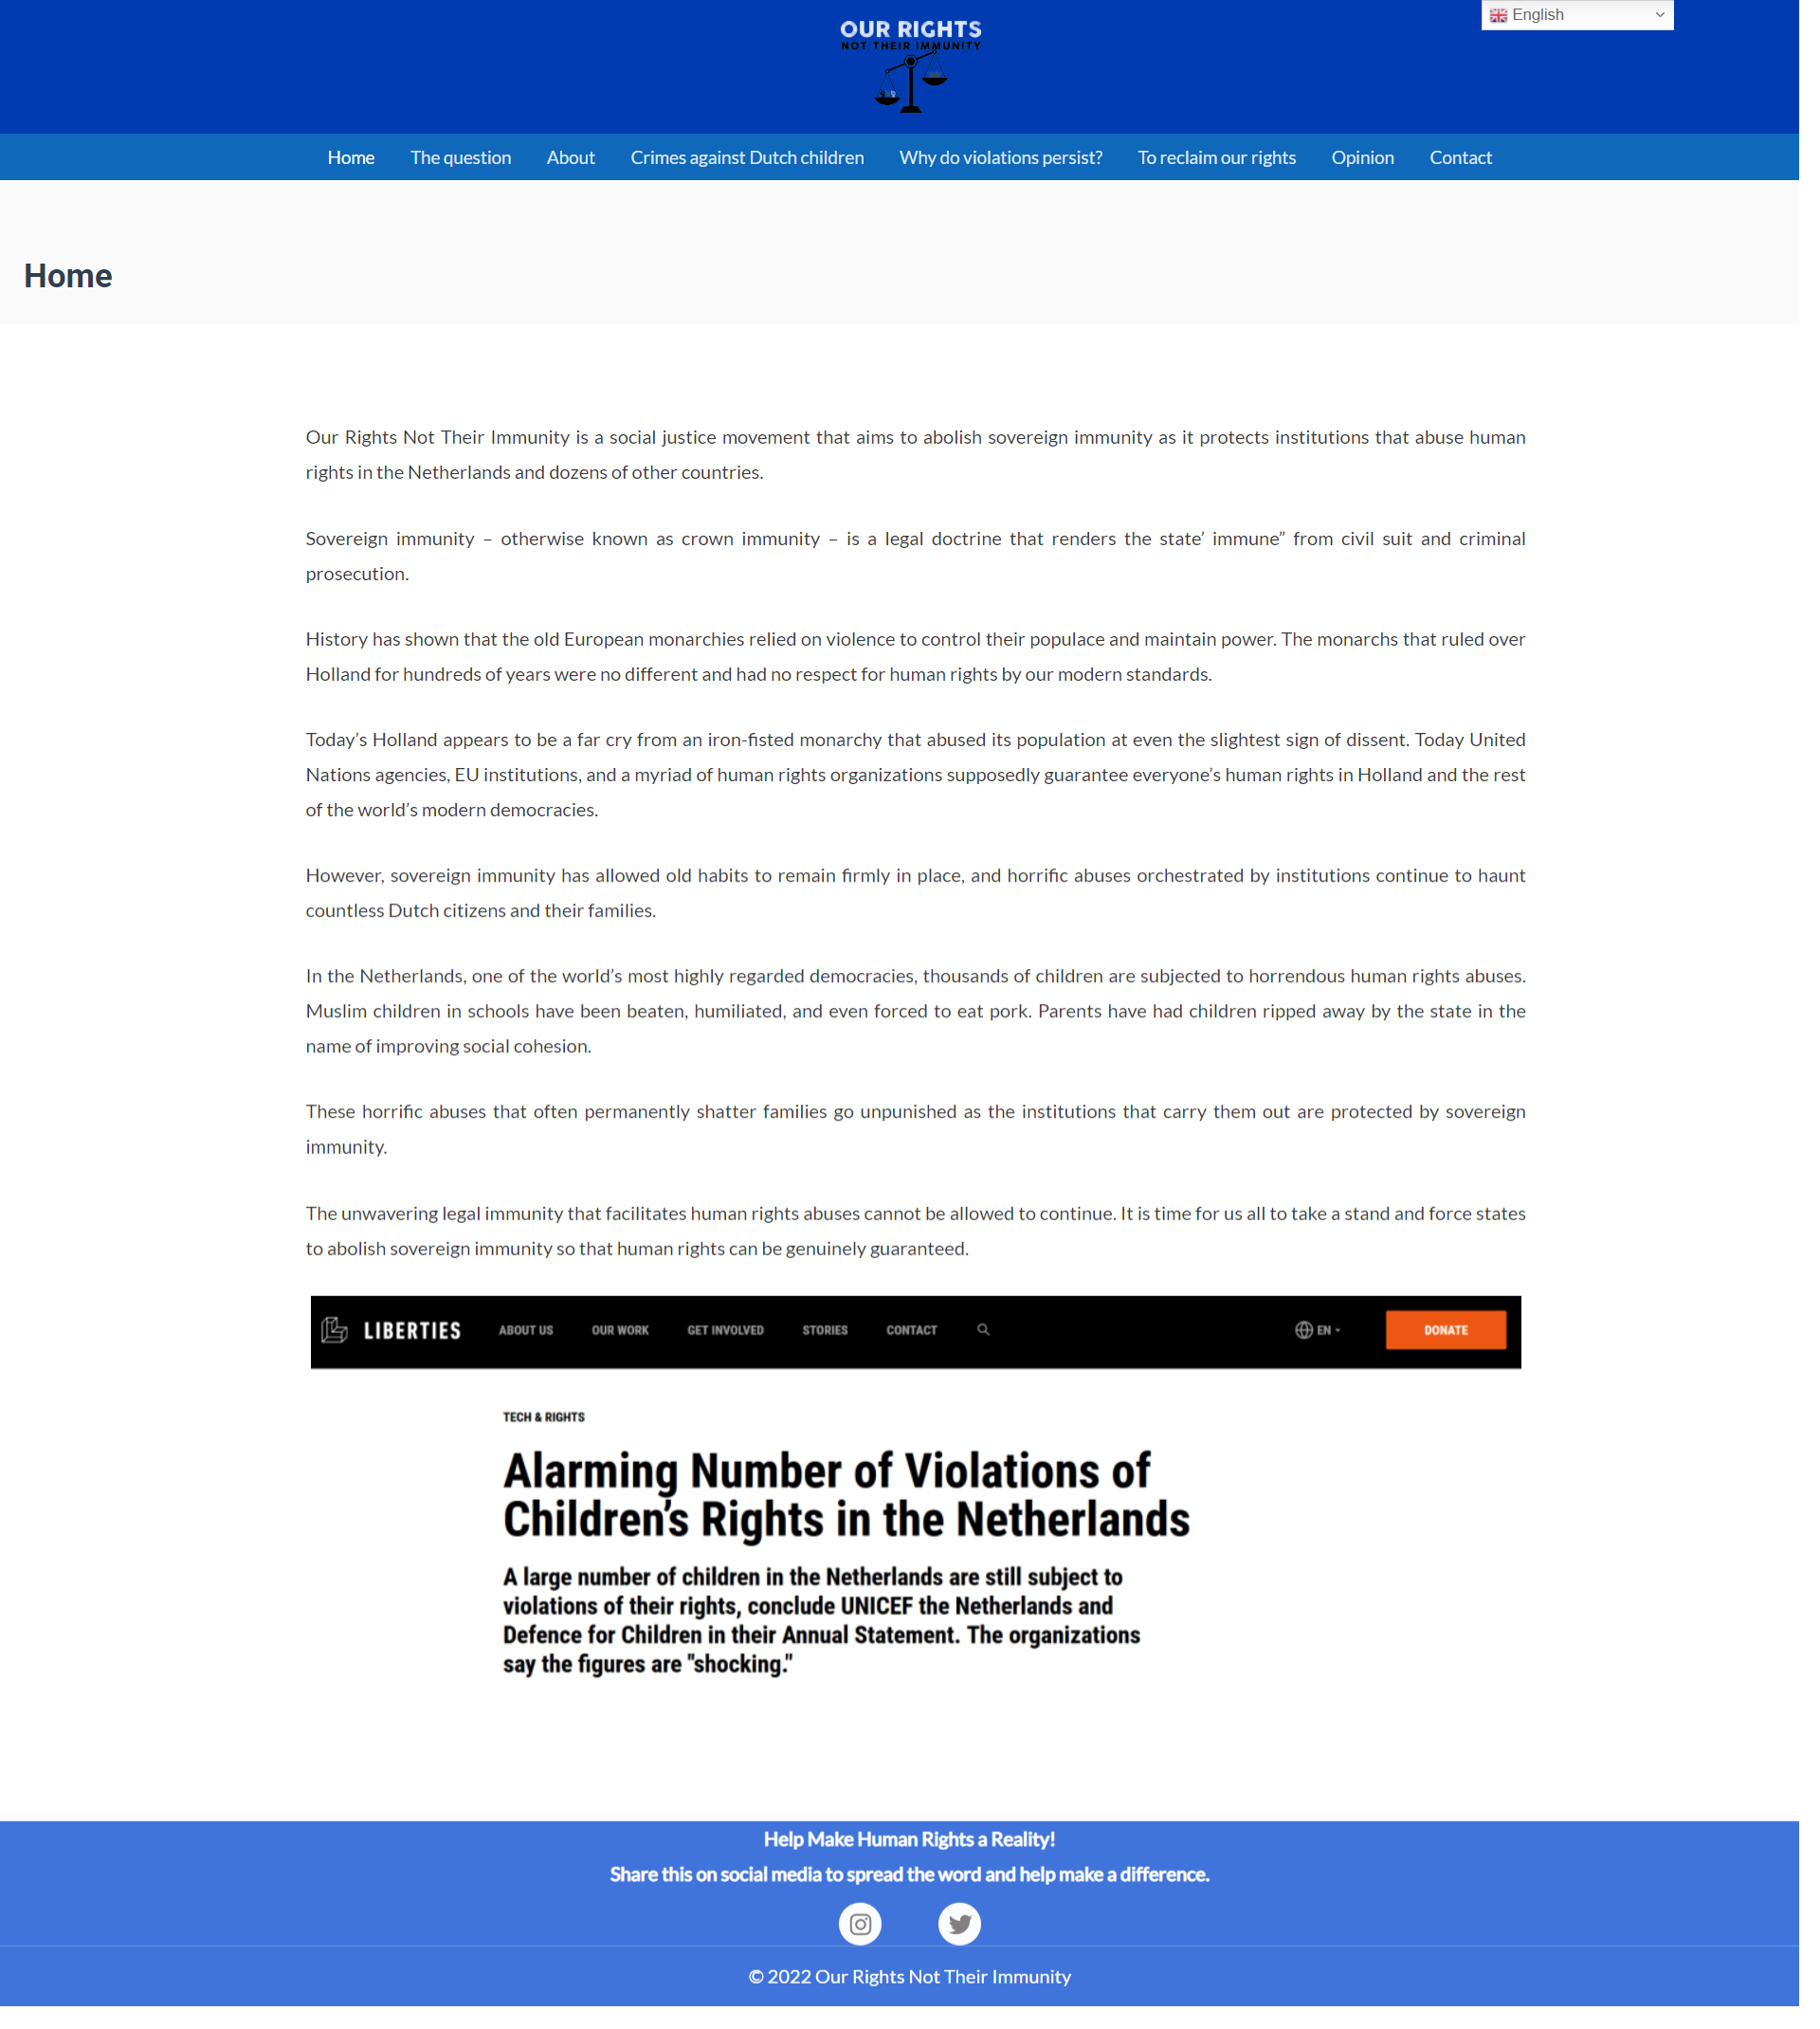 OUR RIGHTS
NOT THEIR IMMUNITY
English
Home The question About Crimes against Dutch children Why do violations persist? To reclaim our rights Opinion Contact
Home
Our Rights Not Their Immunity is a social justice movement that aims to abolish sovereign immunity as it protects institutions that abuse human
rights in the Netherlands and dozens of other countries.
Sovereign immunity – otherwise known as crown immunity – is a legal doctrine that renders the state’ immune” from civil suit and criminal
prosecution.
History has shown that the old European monarchies relied on violence to control their populace and maintain power. The monarchs that ruled over
Holland for hundreds of years were no different and had no respect for human rights by our modern standards.
Today’s Holland appears to be a far cry from an iron-fisted monarchy that abused its population at even the slightest sign of dissent. Today United
Nations agencies, EU institutions, and a myriad of human rights organizations supposedly guarantee everyone’s human rights in Holland and the rest
of the world’s modern democracies.
However, sovereign immunity has allowed old habits to remain firmly in place, and horrific abuses orchestrated by institutions continue to haunt
countless Dutch citizens and their families.
In the Netherlands, one of the world’s most highly regarded democracies, thousands of children are subjected to horrendous human rights abuses.
Muslim children in schools have been beaten, humiliated, and even forced to eat pork. Parents have had children ripped away by the state in the
name of improving social cohesion.
These horrific abuses that often permanently shatter families go unpunished as the institutions that carry them out are protected by sovereign
immunity.
The unwavering legal immunity that facilitates human rights abuses cannot be allowed to continue. It is time for us all to take a stand and force states
to abolish sovereign immunity so that human rights can be genuinely guaranteed.
LIBERTIES ABOUT US OUR WORK GET INVOLVED STORIES CONTACT EN DONATE
TECH & RIGHTS
Alarming Number of Violations of
Children’s Rights in the Netherlands
A large number of children in the Netherlands are still subject to
violations of their rights, conclude UNICEF the Netherlands and
Defence for Children in their Annual Statement. The organizations
say the figures are "shocking."
Help Make Human Rights a Reality!
Share this on social media to spread the word and help make a difference.
© 2022 Our Rights Not Their Immunity